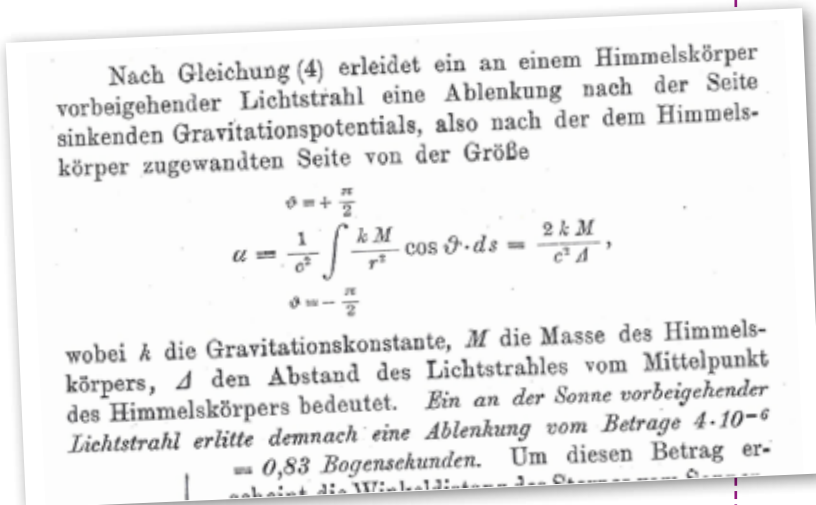 Nach Gleichung (4) erleidet ein an einem Himmelskörper
vorbeigehender Lichtstrahl eine Ablenkung nach der Seite
sinkenden Gravitationspotentials, also nach der dem Himmels-
körper zugewandten Seite von der Größe
ϑ = + π/2
α = 1/c² ∫ k M/r² cos ϑ · ds = 2 k M/c² Δ,
ϑ = − π/2
wobei k die Gravitationskonstante, M die Masse des Himmels-
körpers, Δ den Abstand des Lichtstrahles vom Mittelpunkt
des Himmelskörpers bedeutet. Ein an der Sonne vorbeigehender
Lichtstrahl erlitte demnach eine Ablenkung vom Betrage 4·10⁻⁶
= 0,83 Bogensekunden. Um diesen Betrag er-